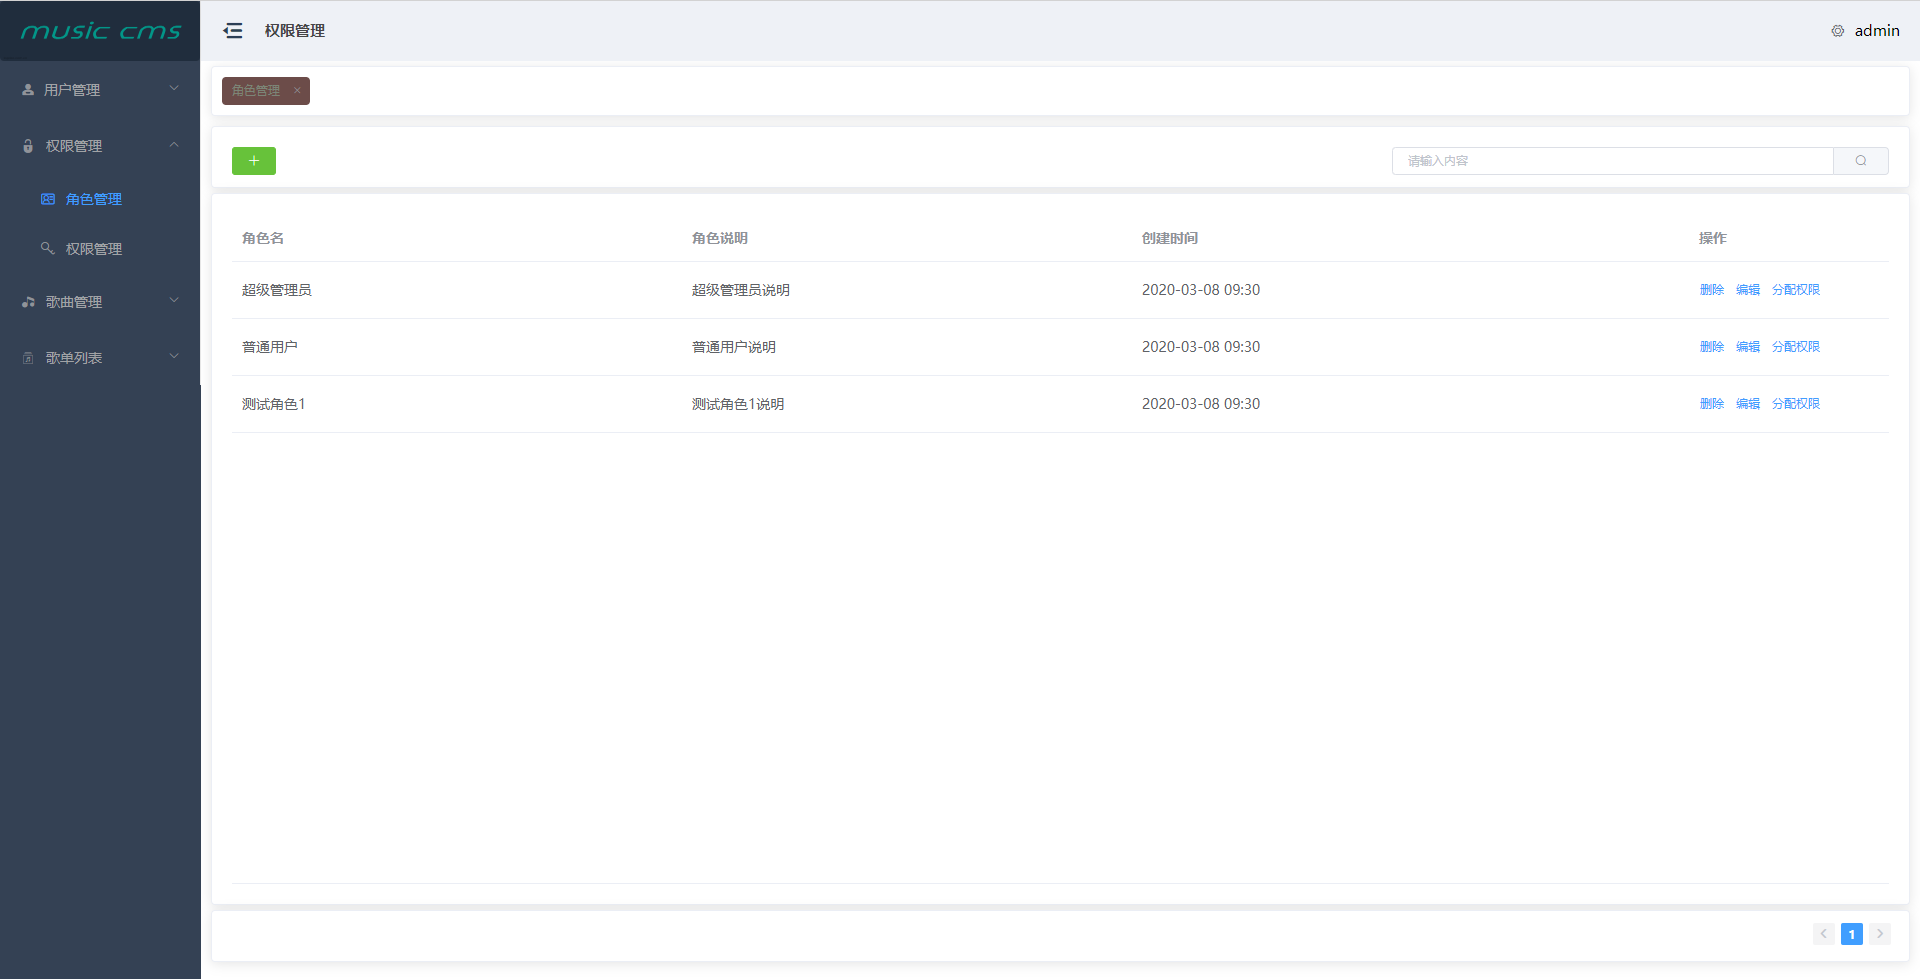 music cms
权限管理
admin
用户管理
权限管理
角色管理
权限管理
歌曲管理
歌单列表
角色管理 ×
+
请输入内容
角色名 角色说明 创建时间 操作
超级管理员 超级管理员说明 2020-03-08 09:30 删除 编辑 分配权限
普通用户 普通用户说明 2020-03-08 09:30 删除 编辑 分配权限
测试角色1 测试角色1说明 2020-03-08 09:30 删除 编辑 分配权限
1